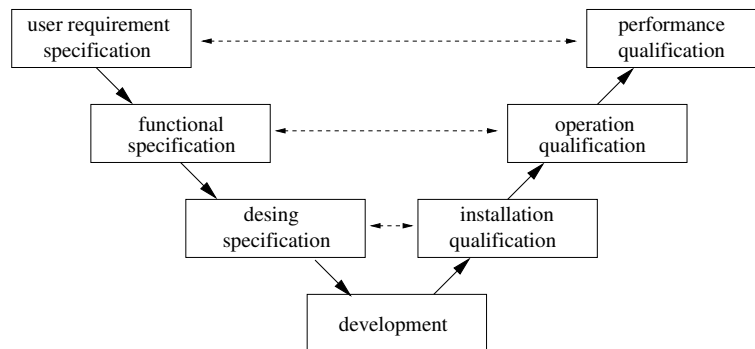 user requirement
specification
performance
qualification
functional
specification
operation
qualification
desing
specification
installation
qualification
development